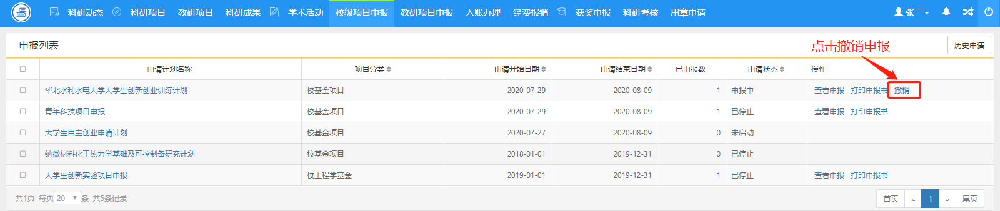 科研动态 科研项目 教研项目 科研成果 学术活动 校级项目申报 教研项目申报 入账办理 经费报销 获奖申报 科研考核 用章申请 张三
申报列表 点击撤销申报 历史申请
申请计划名称 项目分类 申请开始日期 申请结束日期 已申报数 申请状态 操作
华北水利水电大学大学生创新创业训练计划 校基金项目 2020-07-29 2020-08-09 1 申报中 查看申报 打印申报书 撤销
青年科技项目申报 校基金项目 2020-07-29 2020-08-09 1 已停止 查看申报 打印申报书
大学生自主创业申请计划 校基金项目 2020-07-27 2020-08-09 0 未启动
纳微材料化工热力学基础及可控制备研究计划 校基金项目 2018-01-01 2019-12-31 0 已停止
大学生创新实验项目申报 校工程学基金 2019-01-01 2019-12-31 1 已停止 查看申报 打印申报书
共1页 每页20条 共5条记录 首页 « 1 » 尾页